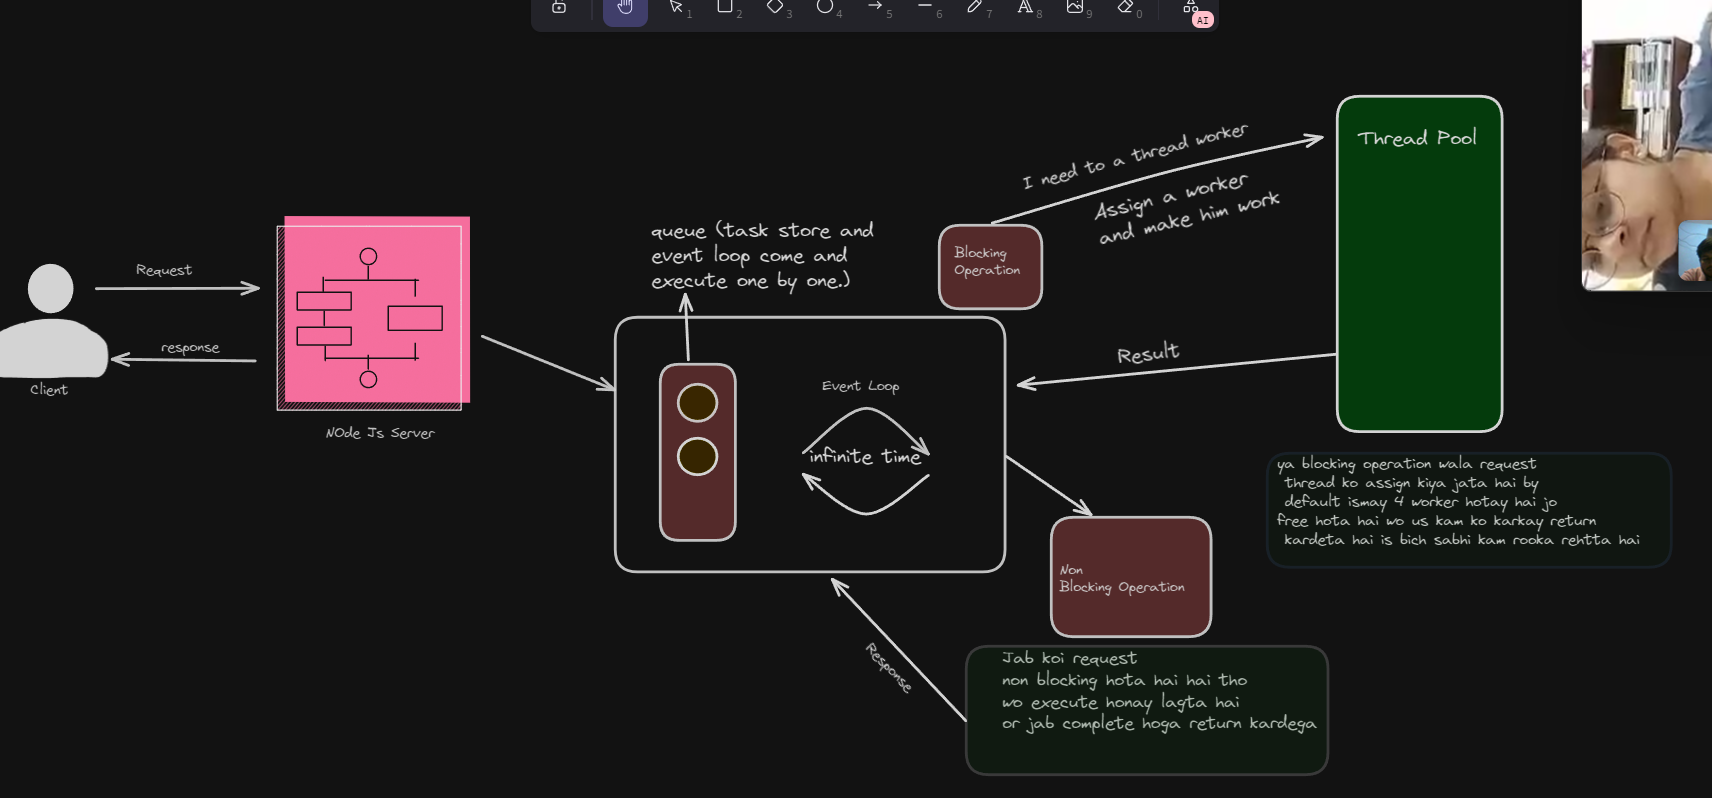 1
2
3
4
5
6
7
8
9
0
AI
I need to a thread worker
Assign a worker
and make him work
Thread Pool
queue (task store and
event loop come and
execute one by one.)
Blocking
Operation
Request
response
Client
NOde Js Server
Event Loop
infinite time
Result
ya blocking operation wala request
thread ko assign kiya jata hai by
default ismay 4 worker hotay hai jo
free hota hai wo us kam ko karkay return
kardeta hai is bich sabhi kam rooka rehtta hai
Non
Blocking Operation
Response
Jab koi request
non blocking hota hai hai tho
wo execute honay lagta hai
or jab complete hoga return kardega